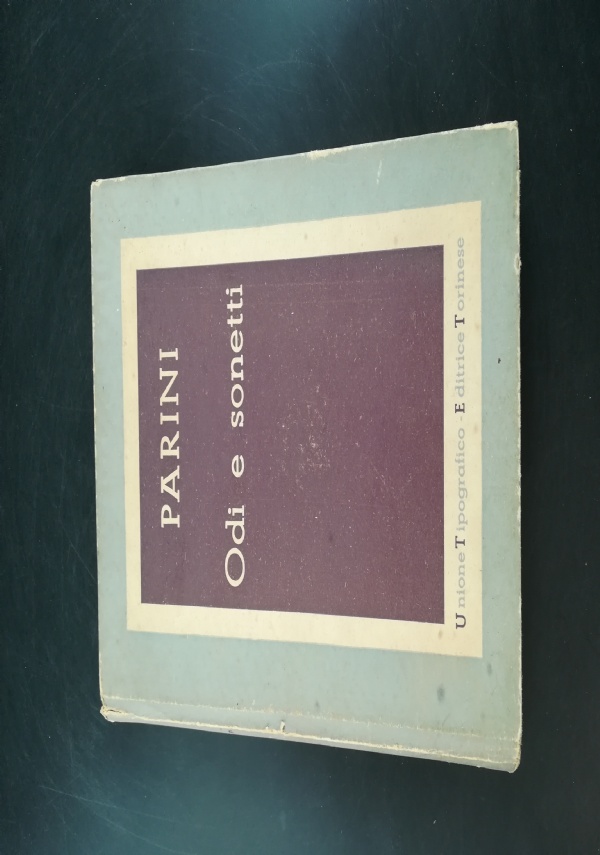 PARINI
Odi e sonetti
Unione Tipografico - Editrice Torinese